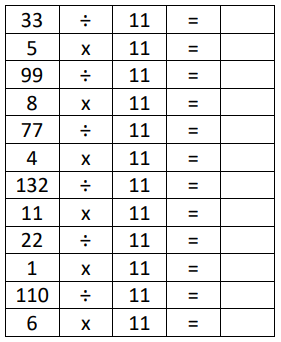 33 ÷ 11 =
5 x 11 =
99 ÷ 11 =
8 x 11 =
77 ÷ 11 =
4 x 11 =
132 ÷ 11 =
11 x 11 =
22 ÷ 11 =
1 x 11 =
110 ÷ 11 =
6 x 11 =